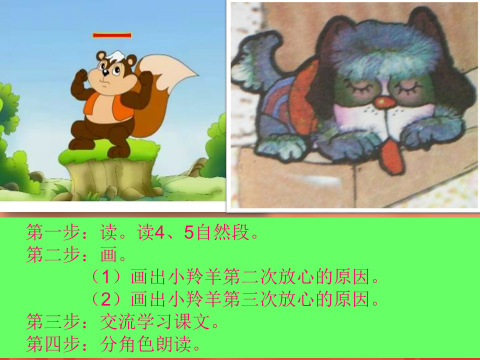 第一步：读。读4、5自然段。
第二步：画。
（1）画出小羚羊第二次放心的原因。
（2）画出小羚羊第三次放心的原因。
第三步：交流学习课文。
第四步：分角色朗读。